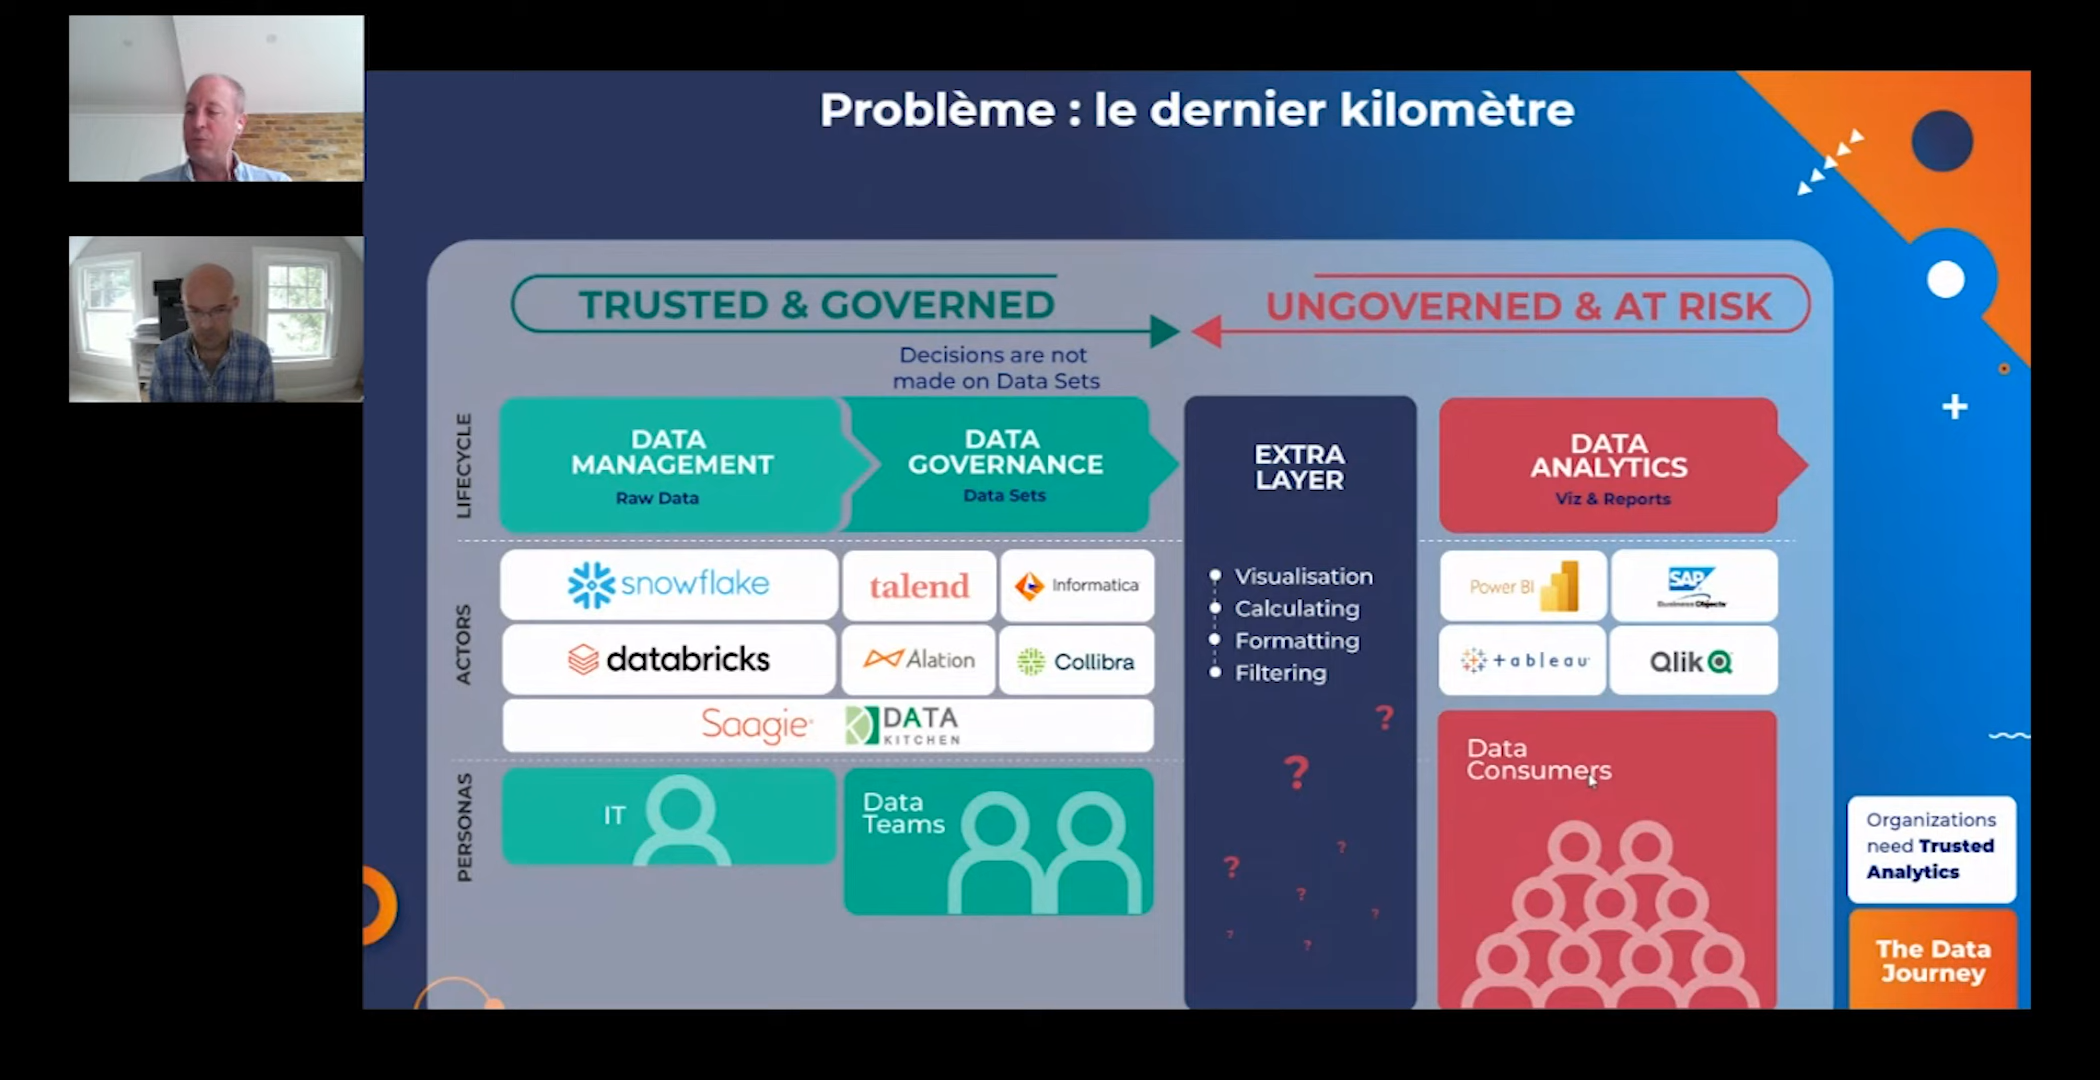 Problème : le dernier kilomètre
TRUSTED & GOVERNED
UNGOVERNED & AT RISK
Decisions are not
made on Data Sets
LIFECYCLE
DATA
MANAGEMENT
Raw Data
DATA
GOVERNANCE
Data Sets
EXTRA
LAYER
DATA
ANALYTICS
Viz & Reports
ACTORS
snowflake
talend
Informatica
databricks
Alation
Collibra
Saagie
DATA
KITCHEN
Visualisation
Calculating
Formatting
Filtering
?
?
?
?
?
?
?
?
Power BI
SAP
BusinessObjects
+ableau
Qlik
PERSONAS
IT
Data
Teams
Data
Consumers
Organizations
need Trusted
Analytics
The Data
Journey